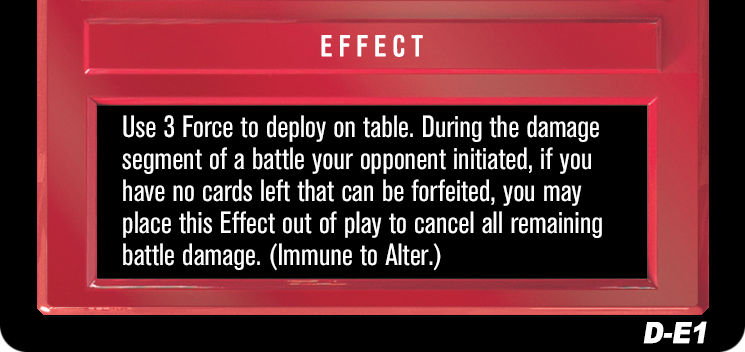 EFFECT
Use 3 Force to deploy on table. During the damage
segment of a battle your opponent initiated, if you
have no cards left that can be forfeited, you may
place this Effect out of play to cancel all remaining
battle damage. (Immune to Alter.)
D-E1